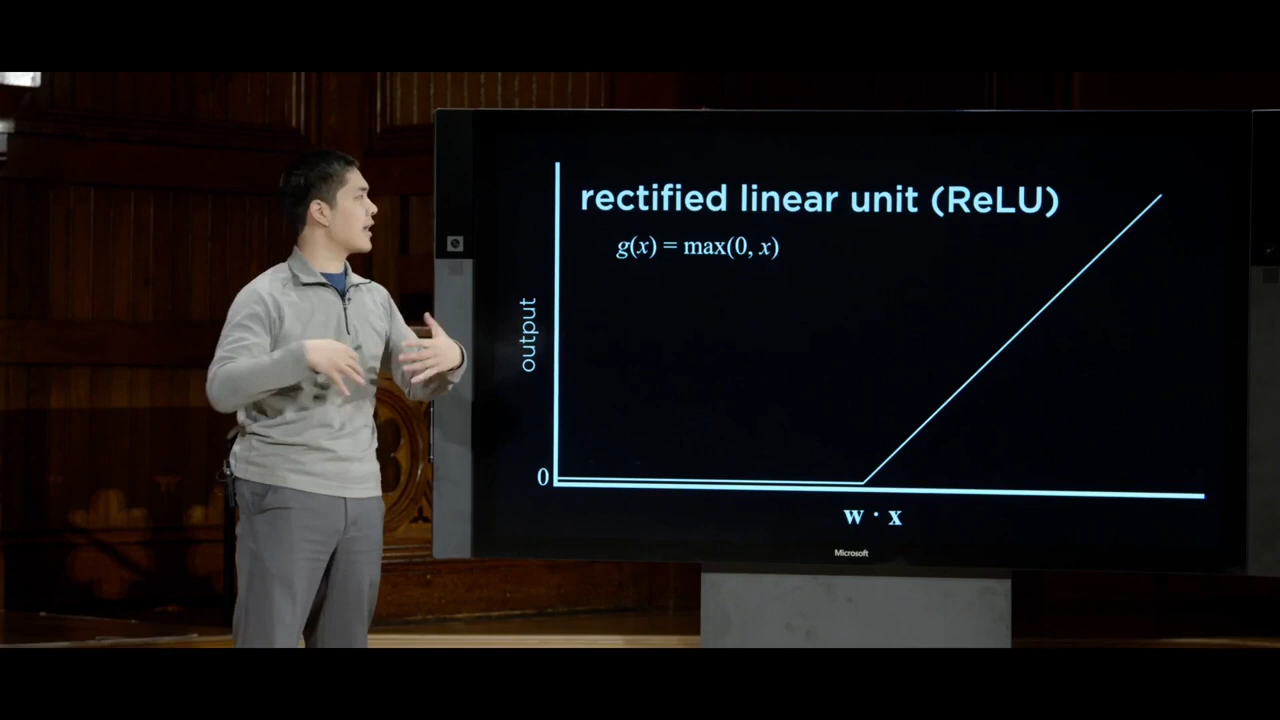 rectified linear unit (ReLU)
g(x) = max(0, x)
output
0
w · x
Microsoft